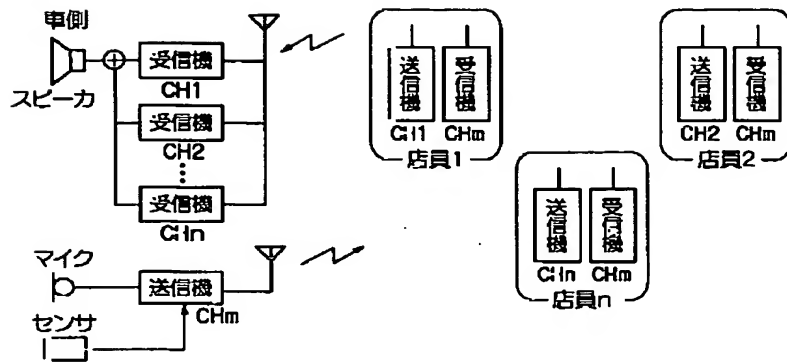 車側
スピーカ
受信機
CH1
受信機
CH2
受信機
CHn
マイク
送信機
CHm
センサ
送信機
受信機
CH1 CHm
店員1
送信機
受信機
CH2 CHm
店員2
送信機
受信機
CHn CHm
店員n